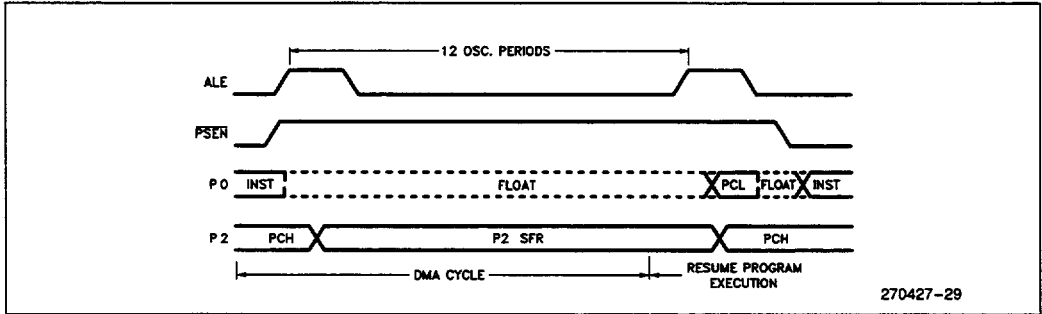 12 OSC. PERIODS
ALE
PSEN
P0 INST FLOAT PCL FLOAT INST
P2 PCH P2 SFR PCH
DMA CYCLE RESUME PROGRAM
EXECUTION
270427-29